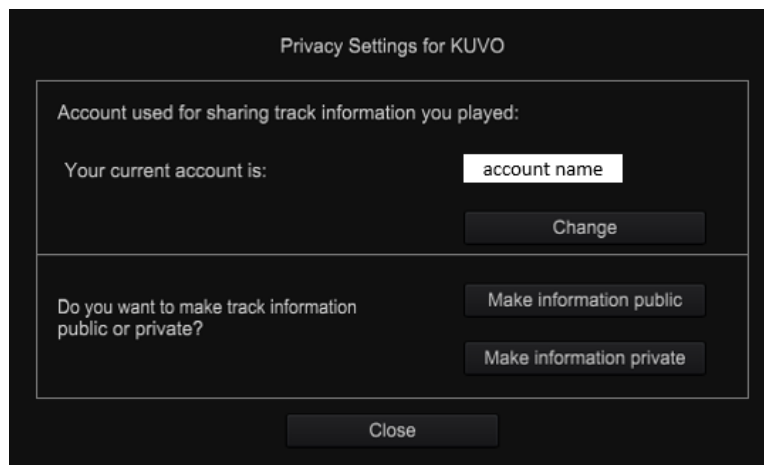 Privacy Settings for KUVO
Account used for sharing track information you played:
Your current account is:
account name
Change
Do you want to make track information
public or private?
Make information public
Make information private
Close